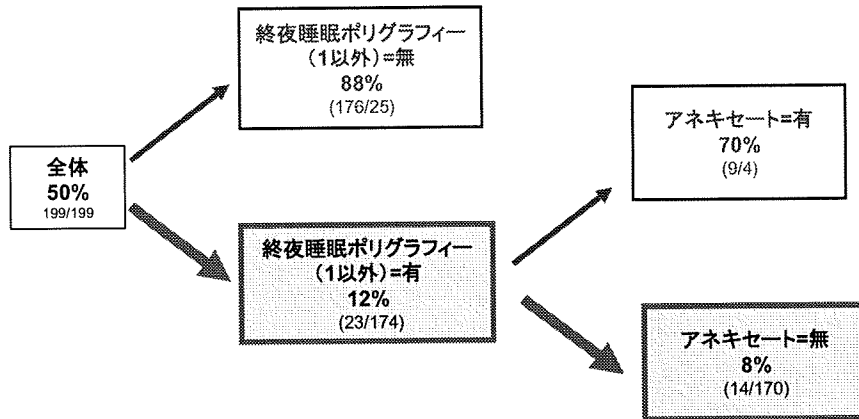 終夜睡眠ポリグラフィー
(1以外)=無
88%
(176/25)
アネキセート=有
70%
(9/4)
全体
50%
199/199
終夜睡眠ポリグラフィー
(1以外)=有
12%
(23/174)
アネキセート=無
8%
(14/170)